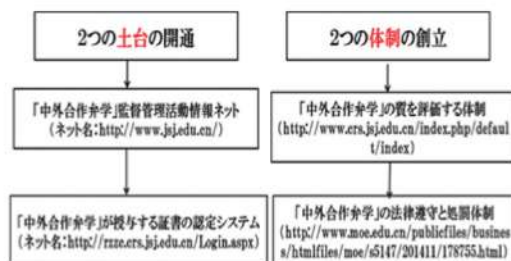 2つの土台の開通
「中外合作弁学」監督管理活動情報ネット
（ネット名:http://www.jsj.edu.cn/）
「中外合作弁学」が授与する証書の認定システム
（ネット名:http://rzzc.crs.jsj.edu.cn/Login.aspx）
2つの体制の創立
「中外合作弁学」の質を評価する体制
(http://www.crs.jsj.edu.cn/index.php/defaul
t/index)
「中外合作弁学」の法律遵守と処罰体制
(http://www.moe.edu.cn/publicfiles/busines
s/htmlfiles/moe/s5147/201411/178755.html)